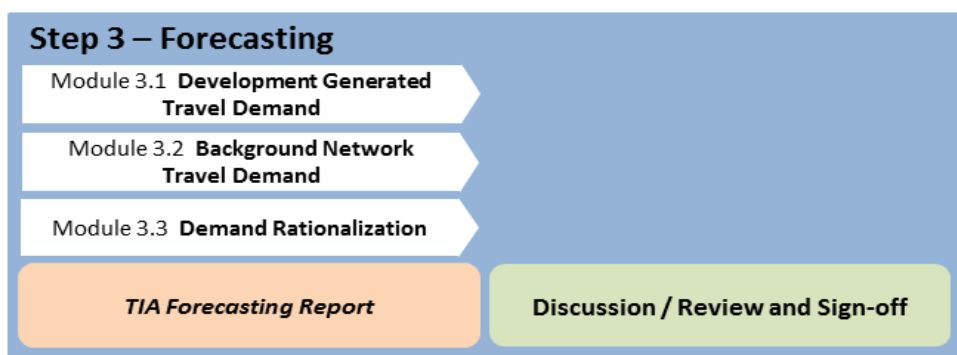 Step 3 – Forecasting
Module 3.1 Development Generated
Travel Demand
Module 3.2 Background Network
Travel Demand
Module 3.3 Demand Rationalization
TIA Forecasting Report
Discussion / Review and Sign-off